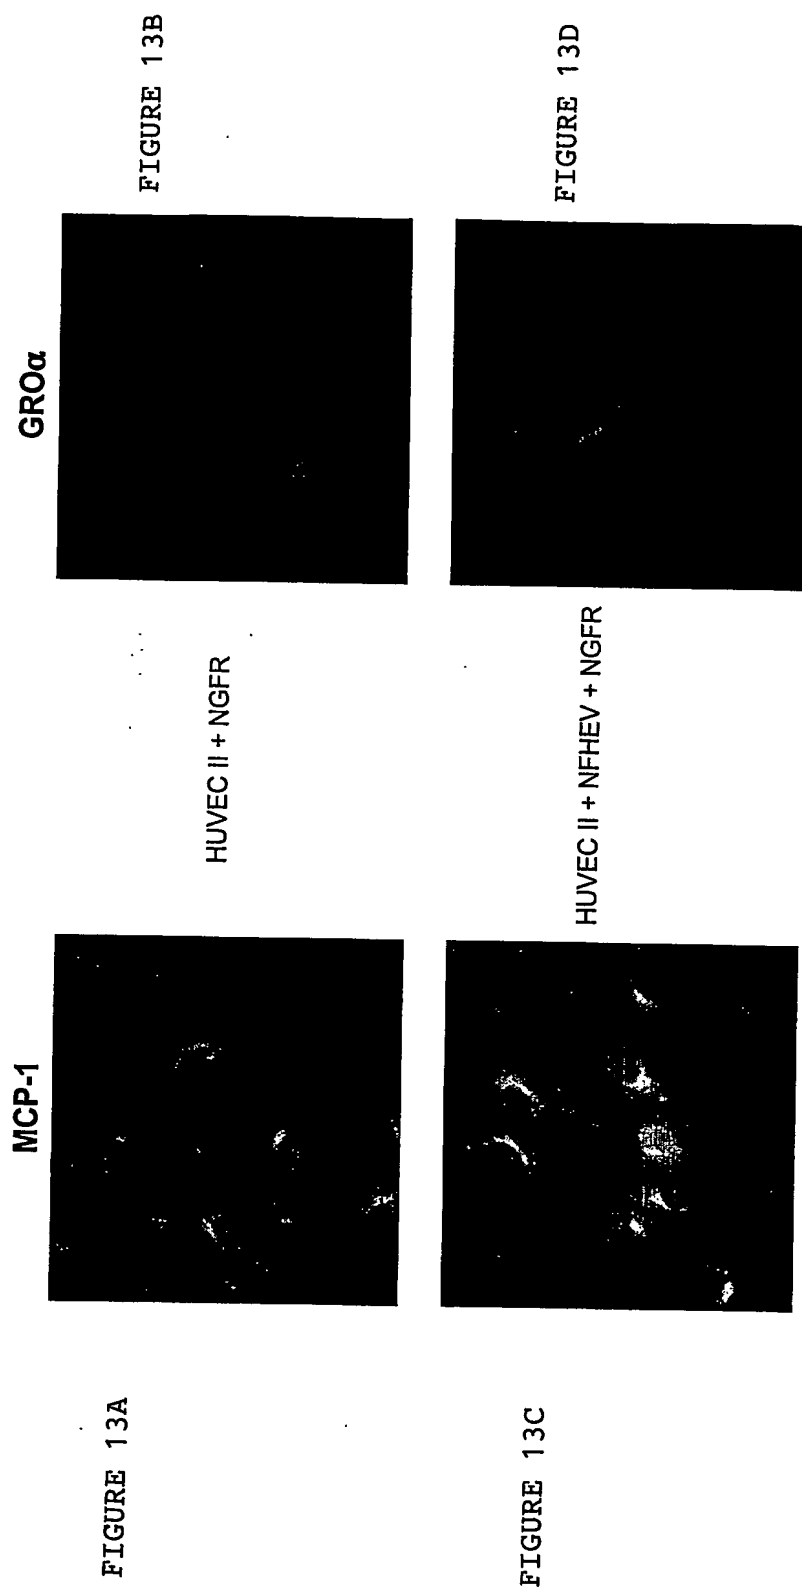 MCP-1
GROα
FIGURE 13A
HUVEC II + NGFR
FIGURE 13B
FIGURE 13C
HUVEC II + NFHEV + NGFR
FIGURE 13D